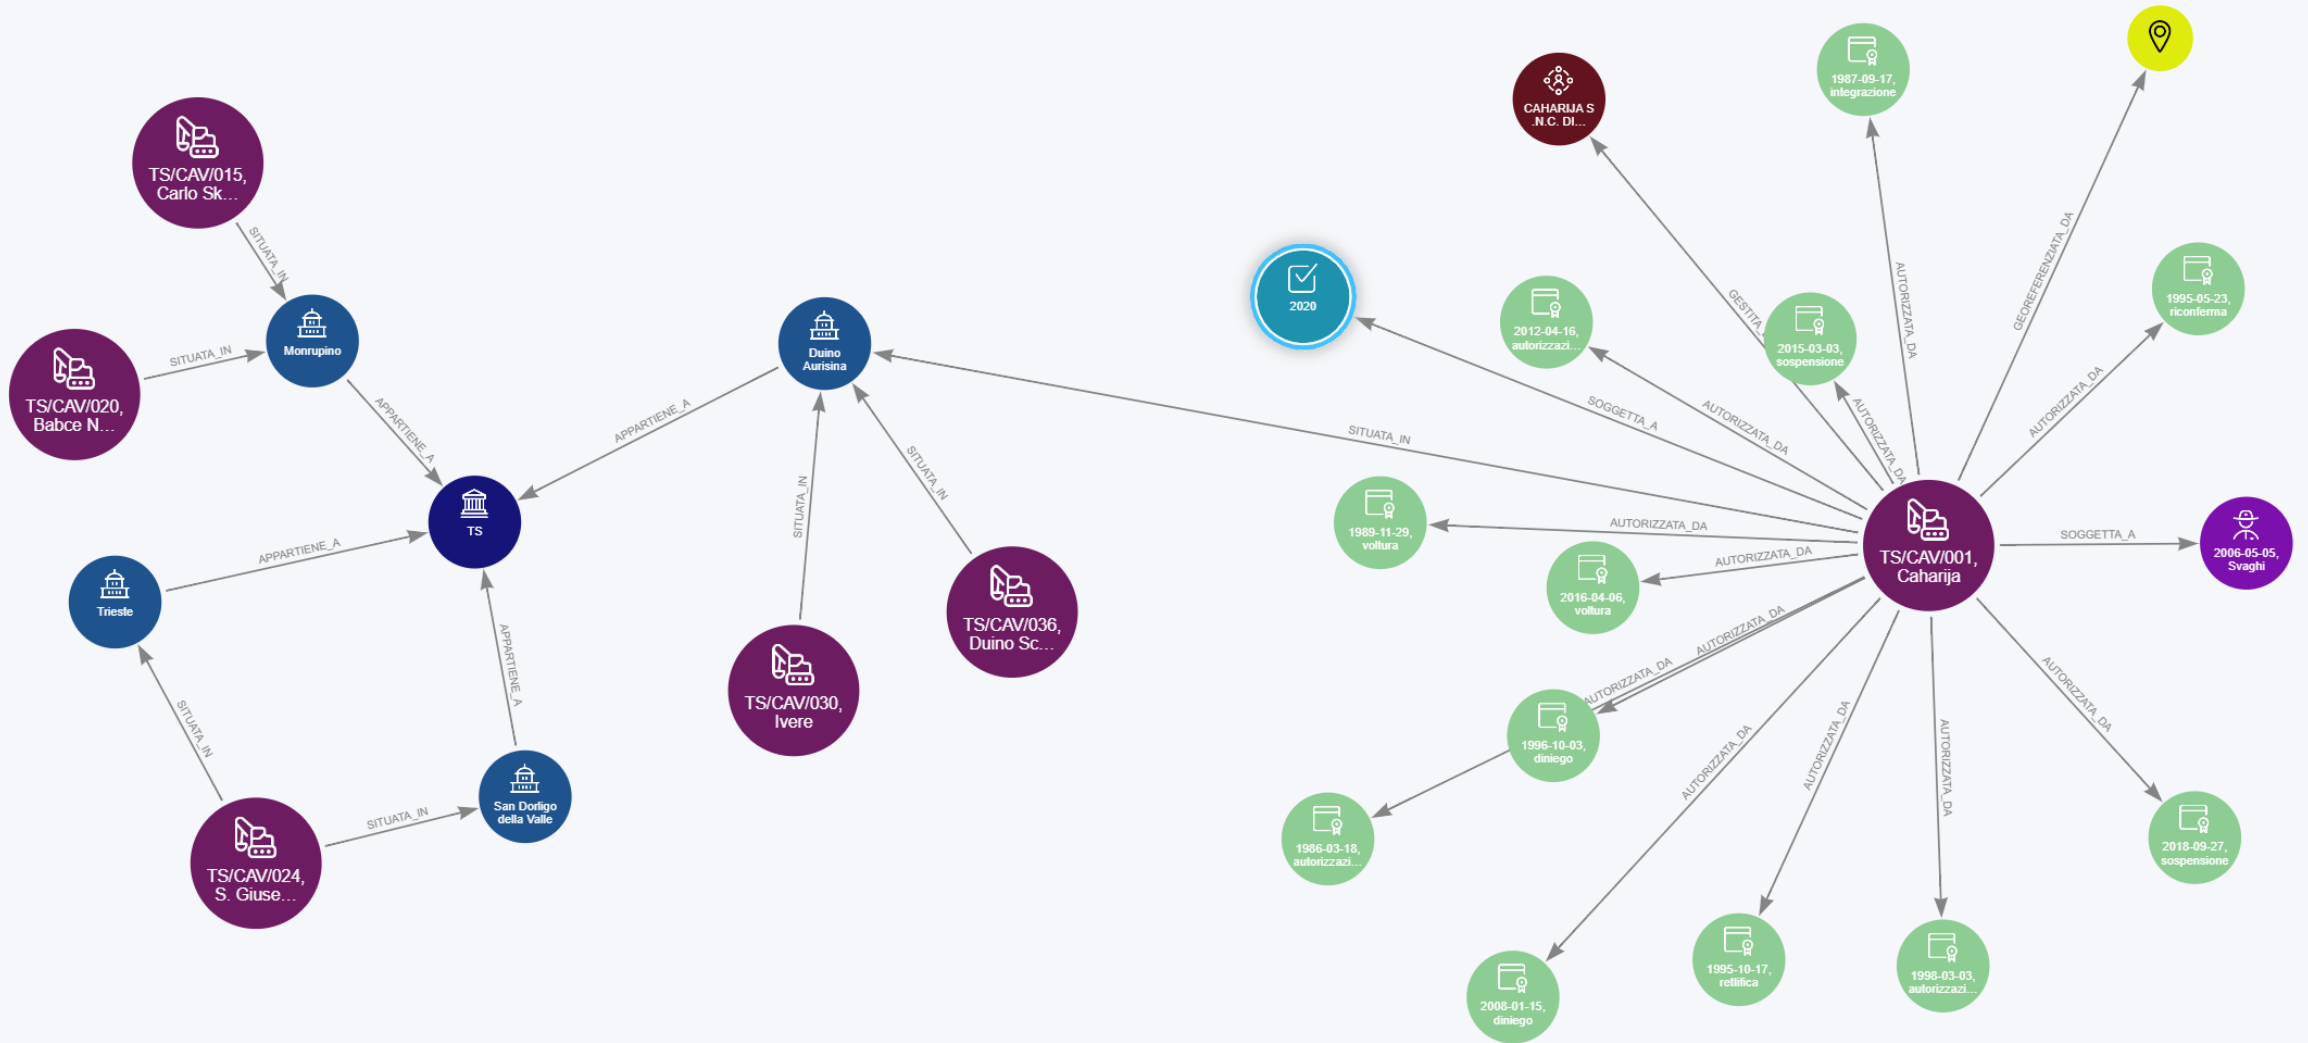 TS/CAV/015,
Carlo Sk...
SITUATA_IN
TS/CAV/020,
Babce N...
SITUATA_IN
Monrupino
APPARTIENE_A
TS
APPARTIENE_A
Trieste
SITUATA_IN
TS/CAV/024,
S. Giuse...
SITUATA_IN
San Dorligo
della Valle
APPARTIENE_A
APPARTIENE_A
Duino
Aurisina
SITUATA_IN
TS/CAV/030,
Ivere
SITUATA_IN
TS/CAV/036,
Duino Sc...
SITUATA_IN
2020
SOGGETTA_A
CAHARIJA S
.N.C. DI...
GESTITA_
1987-09-17,
integrazione
AUTORIZZATA_DA
GEOREFERENZIATA_DA
2012-04-16,
autorizzazi...
AUTORIZZATA_DA
2015-03-03,
sospensione
AUTORIZZATA_DA
1995-05-23,
riconferma
AUTORIZZATA_DA
1989-11-29,
voltura
AUTORIZZATA_DA
2016-04-06,
voltura
AUTORIZZATA_DA
TS/CAV/001,
Caharija
SOGGETTA_A
2006-05-05,
Svaghi
AUTORIZZATA_DA
AUTORIZZATA_DA
1996-10-03,
diniego
1986-03-18,
autorizzazi...
AUTORIZZATA_DA
2008-01-15,
diniego
AUTORIZZATA_DA
1995-10-17,
rettifica
AUTORIZZATA_DA
1998-03-03,
autorizzazi...
AUTORIZZATA_DA
2018-09-27,
sospensione